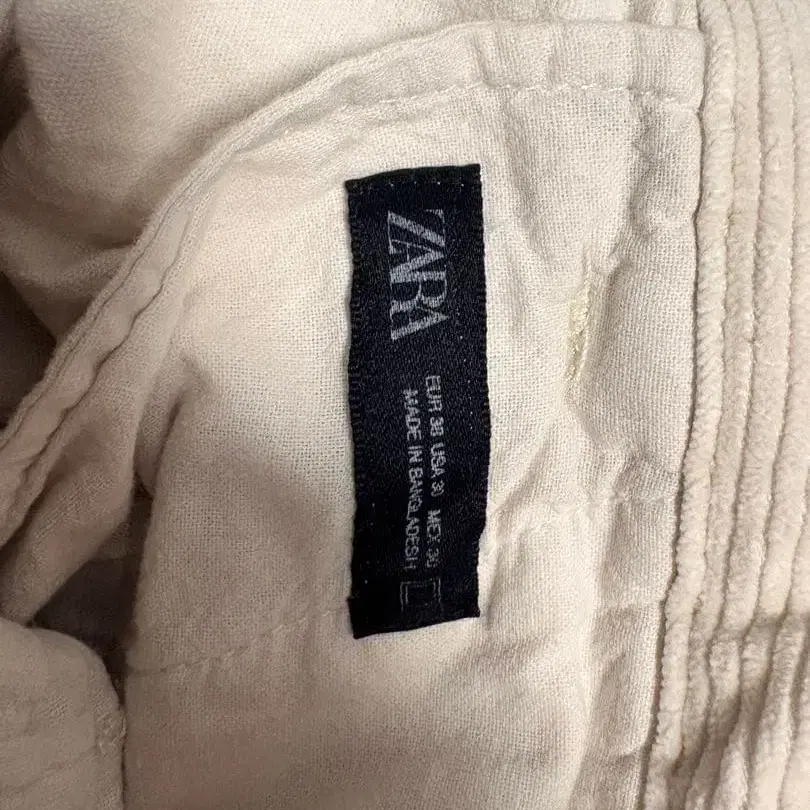 ZARA
EUR 38 USA 30 MEX 30
MADE IN BANGLADESH